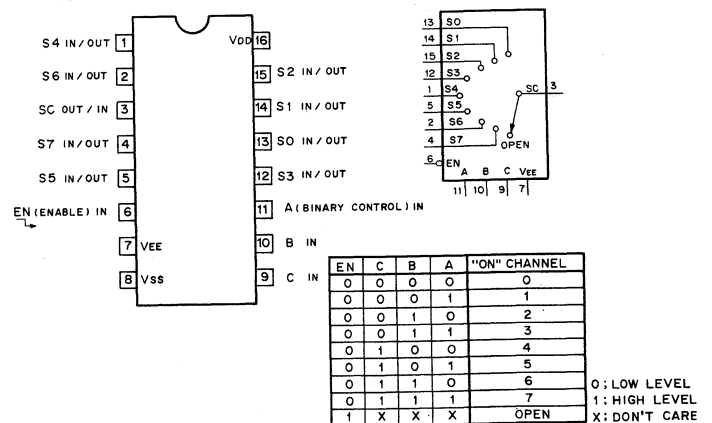 S4 IN/OUT 1
S6 IN/OUT 2
SC OUT/IN 3
S7 IN/OUT 4
S5 IN/OUT 5
EN (ENABLE) IN 6
7 VEE
8 VSS
VDD 16
15 S2 IN/OUT
14 S1 IN/OUT
13 S0 IN/OUT
12 S3 IN/OUT
11 A (BINARY CONTROL) IN
10 B IN
9 C IN
13 S0
14 S1
15 S2
12 S3
1 S4
5 S5
2 S6
4 S7
SC 3
OPEN
6 EN
A B C VEE
11 10 9 7
EN C B A "ON" CHANNEL
0 0 0 0 0
0 0 0 1 1
0 0 1 0 2
0 0 1 1 3
0 1 0 0 4
0 1 0 1 5
0 1 1 0 6
0 1 1 1 7
1 X X X OPEN
0; LOW LEVEL
1; HIGH LEVEL
X; DON'T CARE